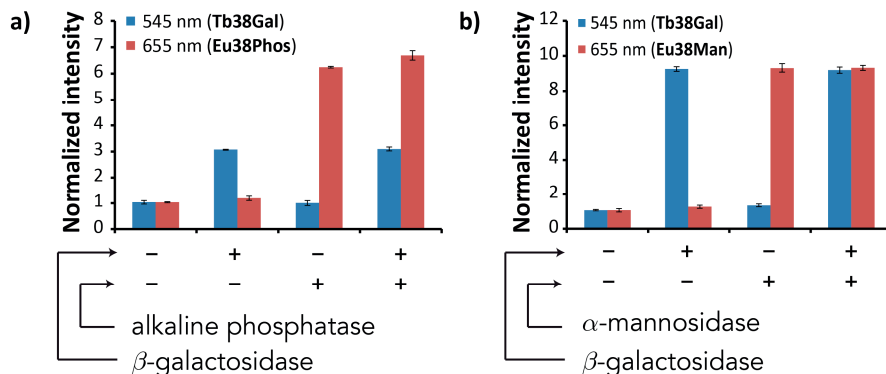 a)
Normalized intensity
8
7
6
5
4
3
2
1
0
545 nm (Tb38Gal)
655 nm (Eu38Phos)
– + – +
– – + +
alkaline phosphatase
β-galactosidase
b)
Normalized intensity
12
10
8
6
4
2
0
545 nm (Tb38Gal)
655 nm (Eu38Man)
– + – +
– – + +
α-mannosidase
β-galactosidase